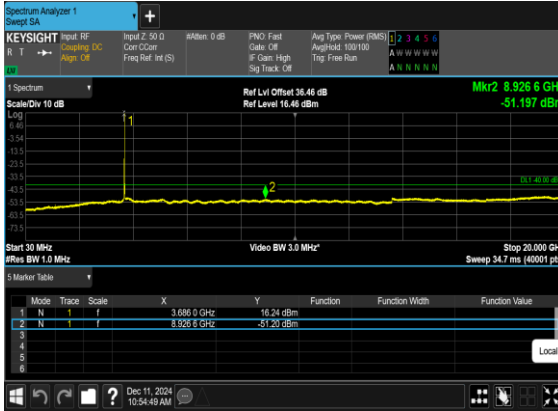 Spectrum Analyzer 1
Swept SA
+
KEYSIGHT
R T
Input: RF
Coupling: DC
Align: Off
Input Z: 50 Ω
Corr CCorr
Freq Ref: Int (S)
#Atten: 0 dB
PNO: Fast
Gate: Off
IF Gain: High
Sig Track: Off
Avg Type: Power (RMS)
Avg|Hold: 100/100
Trig: Free Run
1 2 3 4 5 6
A W W W W W
A N N N N N
1 Spectrum
Scale/Div 10 dB
Ref Lvl Offset 36.46 dB
Ref Level 16.46 dBm
Mkr2 8.926 6 GH
-51.197 dBr
Log
6.46
-3.54
-13.5
-23.5
-33.5
-43.5
-53.5
-63.5
-73.5
1
2
DL1 -40.00 dB
Start 30 MHz
#Res BW 1.0 MHz
Video BW 3.0 MHz*
Stop 20.000 GH
Sweep 34.7 ms (40001 pt
5 Marker Table
Mode Trace Scale X Y Function Function Width Function Value
1 N 1 f 3.686 0 GHz 16.24 dBm
2 N 1 f 8.926 6 GHz -51.20 dBm
3
4
5
6
Local
?
Dec 11, 2024
10:54:49 AM